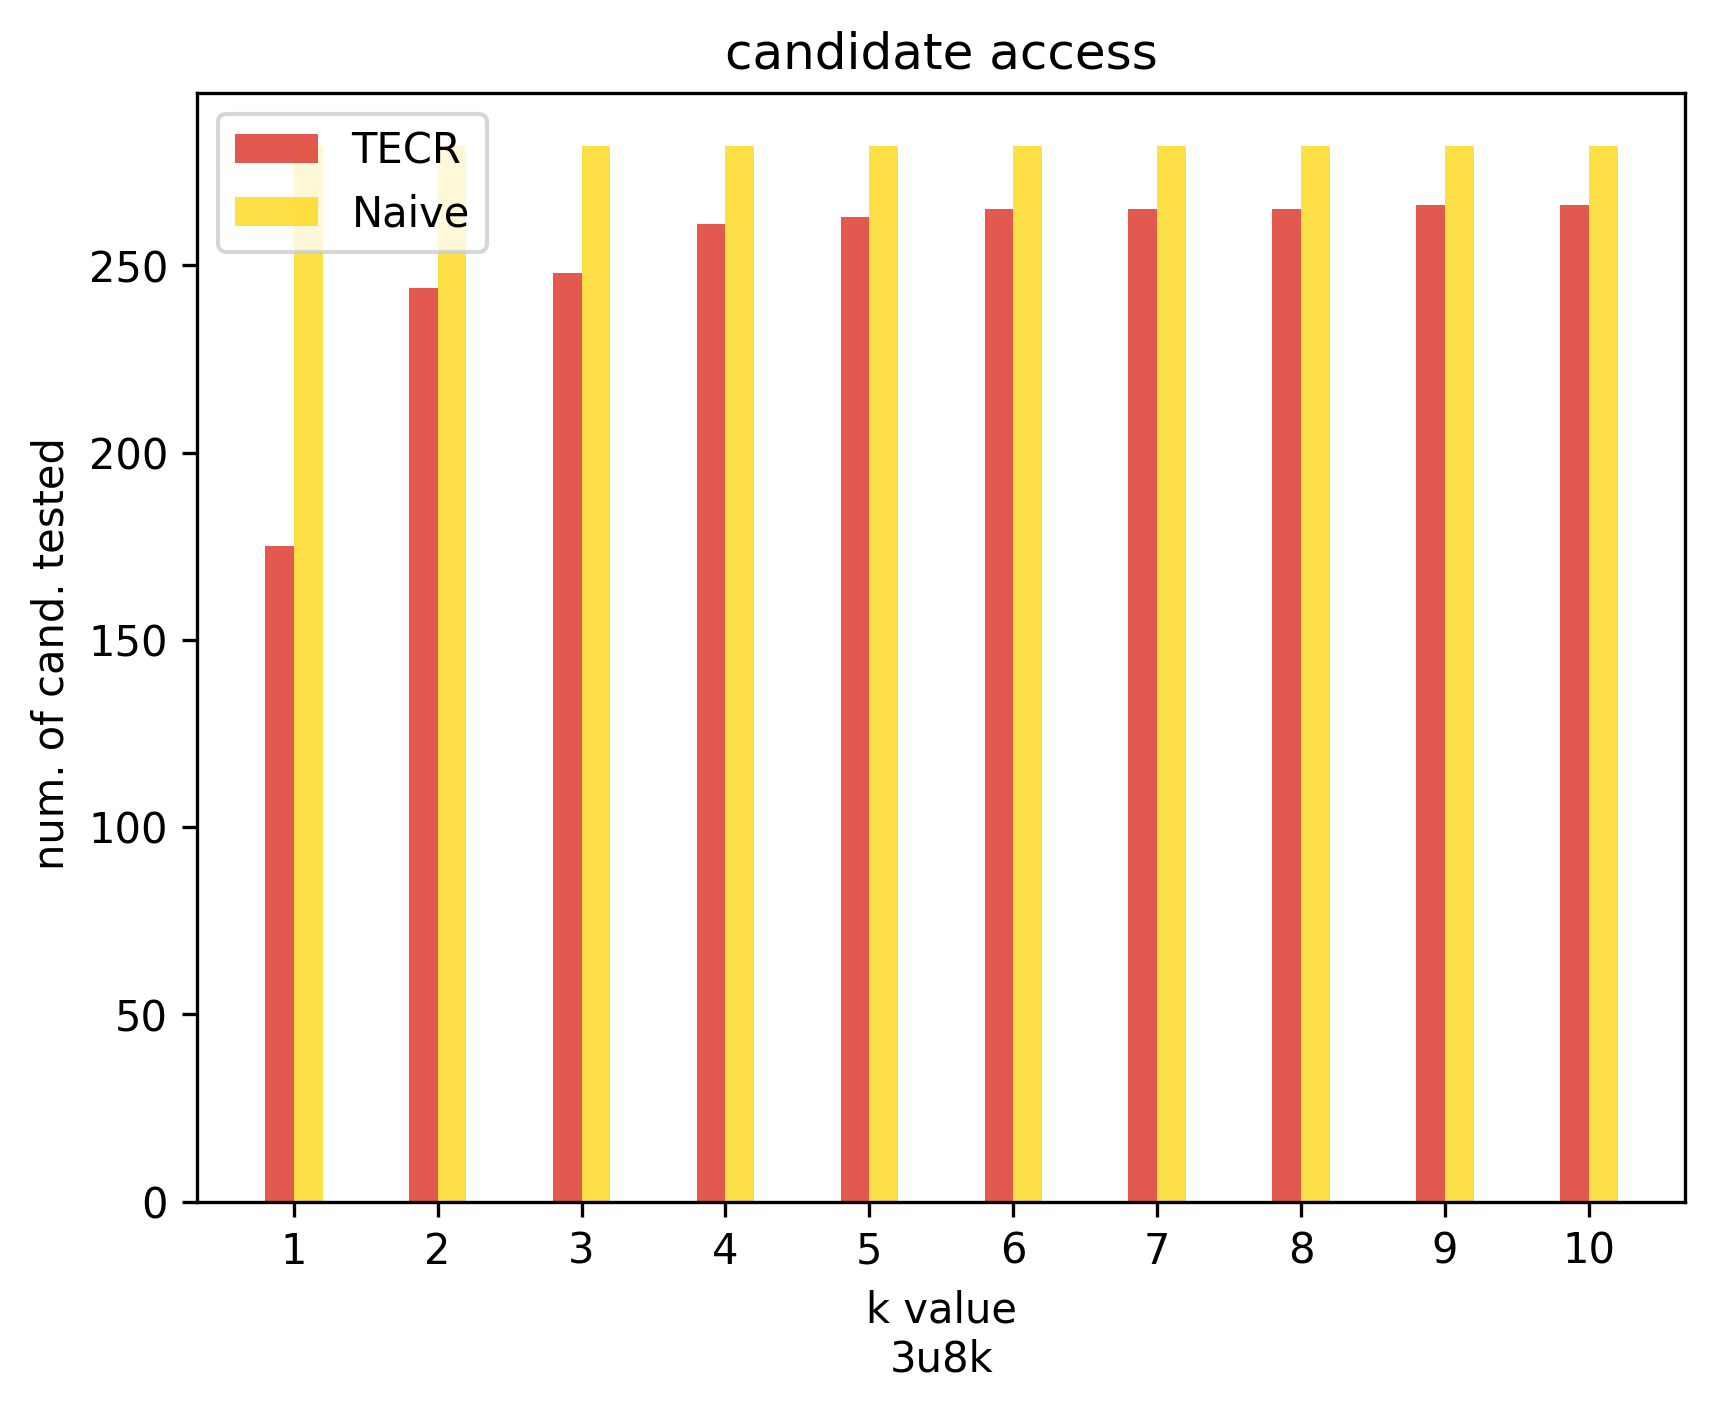 candidate access
TECR
Naive
num. of cand. tested
250
200
150
100
50
0
1 2 3 4 5 6 7 8 9 10
k value
3u8k